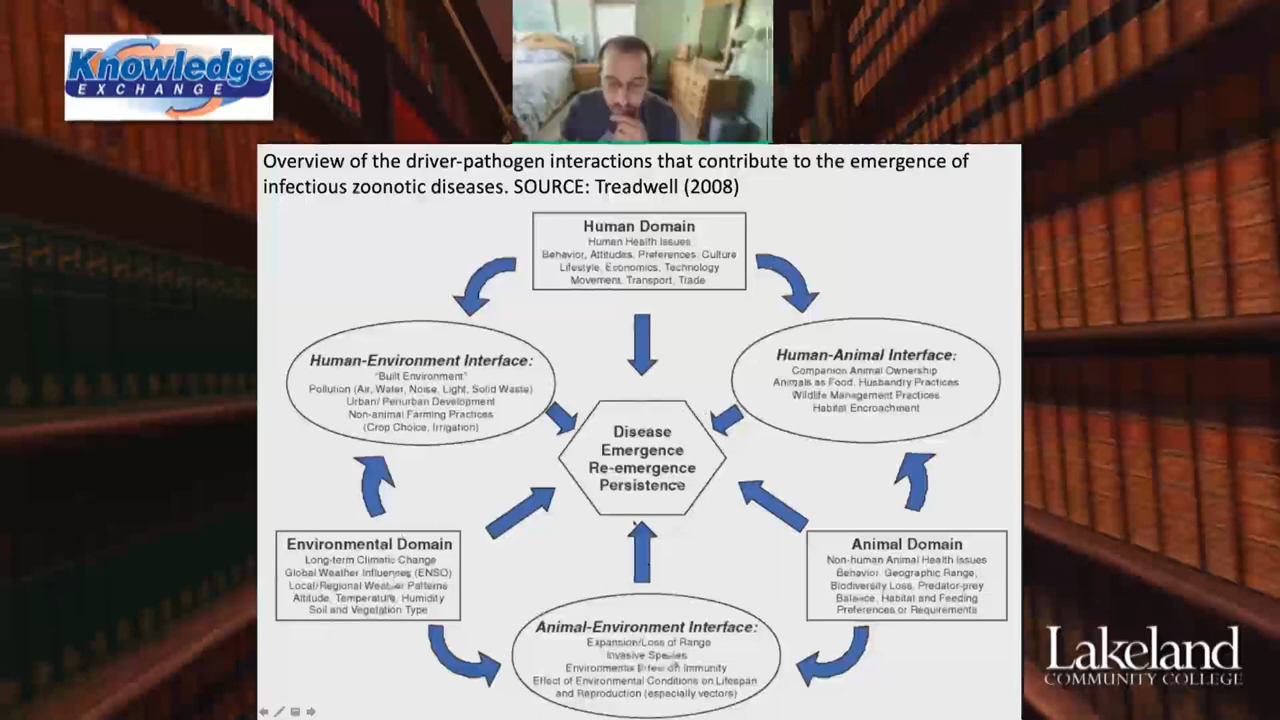 Knowledge
EXCHANGE
Overview of the driver-pathogen interactions that contribute to the emergence of
infectious zoonotic diseases. SOURCE: Treadwell (2008)
Human Domain
Human Health Issues
Behavior, Attitudes, Preferences, Culture
Lifestyle, Economics, Technology
Movement, Transport, Trade
Human-Environment Interface:
"Built Environment"
Pollution (Air, Water, Noise, Light, Solid Waste)
Urban/ Periurban Development
Non-animal Farming Practices
(Crop Choice, Irrigation)
Human-Animal Interface:
Companion Animal Ownership
Animals as Food, Husbandry Practices
Wildlife Management Practices
Habitat Encroachment
Disease
Emergence
Re-emergence
Persistence
Environmental Domain
Long-term Climatic Change
Global Weather Influences (ENSO)
Local/Regional Weather Patterns
Altitude, Temperature, Humidity
Soil and Vegetation Type
Animal Domain
Non-human Animal Health Issues
Behavior, Geographic Range,
Biodiversity Loss, Predator-prey
Balance, Habitat and Feeding
Preferences or Requirements
Animal-Environment Interface:
Expansion/Loss of Range
Invasive Species
Environmental on Immunity
Effect of Environmental Conditions on Lifespan
and Reproduction (especially vectors)
Lakeland
COMMUNITY COLLEGE